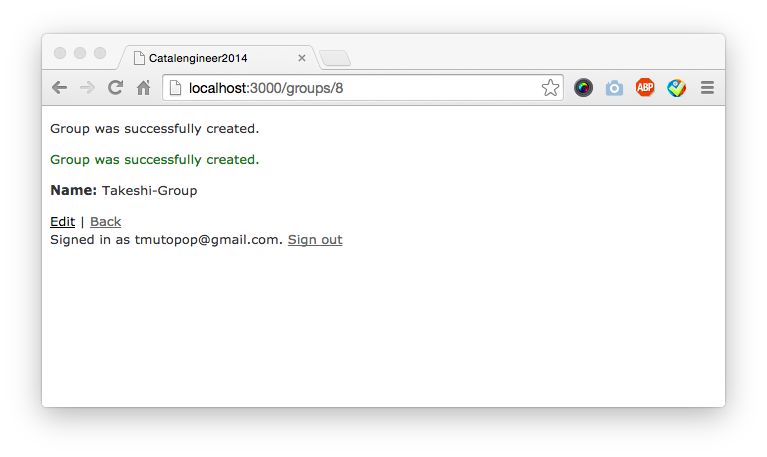 Catalengineer2014
localhost:3000/groups/8
ABP
Group was successfully created.
Group was successfully created.
Name: Takeshi-Group
Edit | Back
Signed in as tmutopop@gmail.com. Sign out